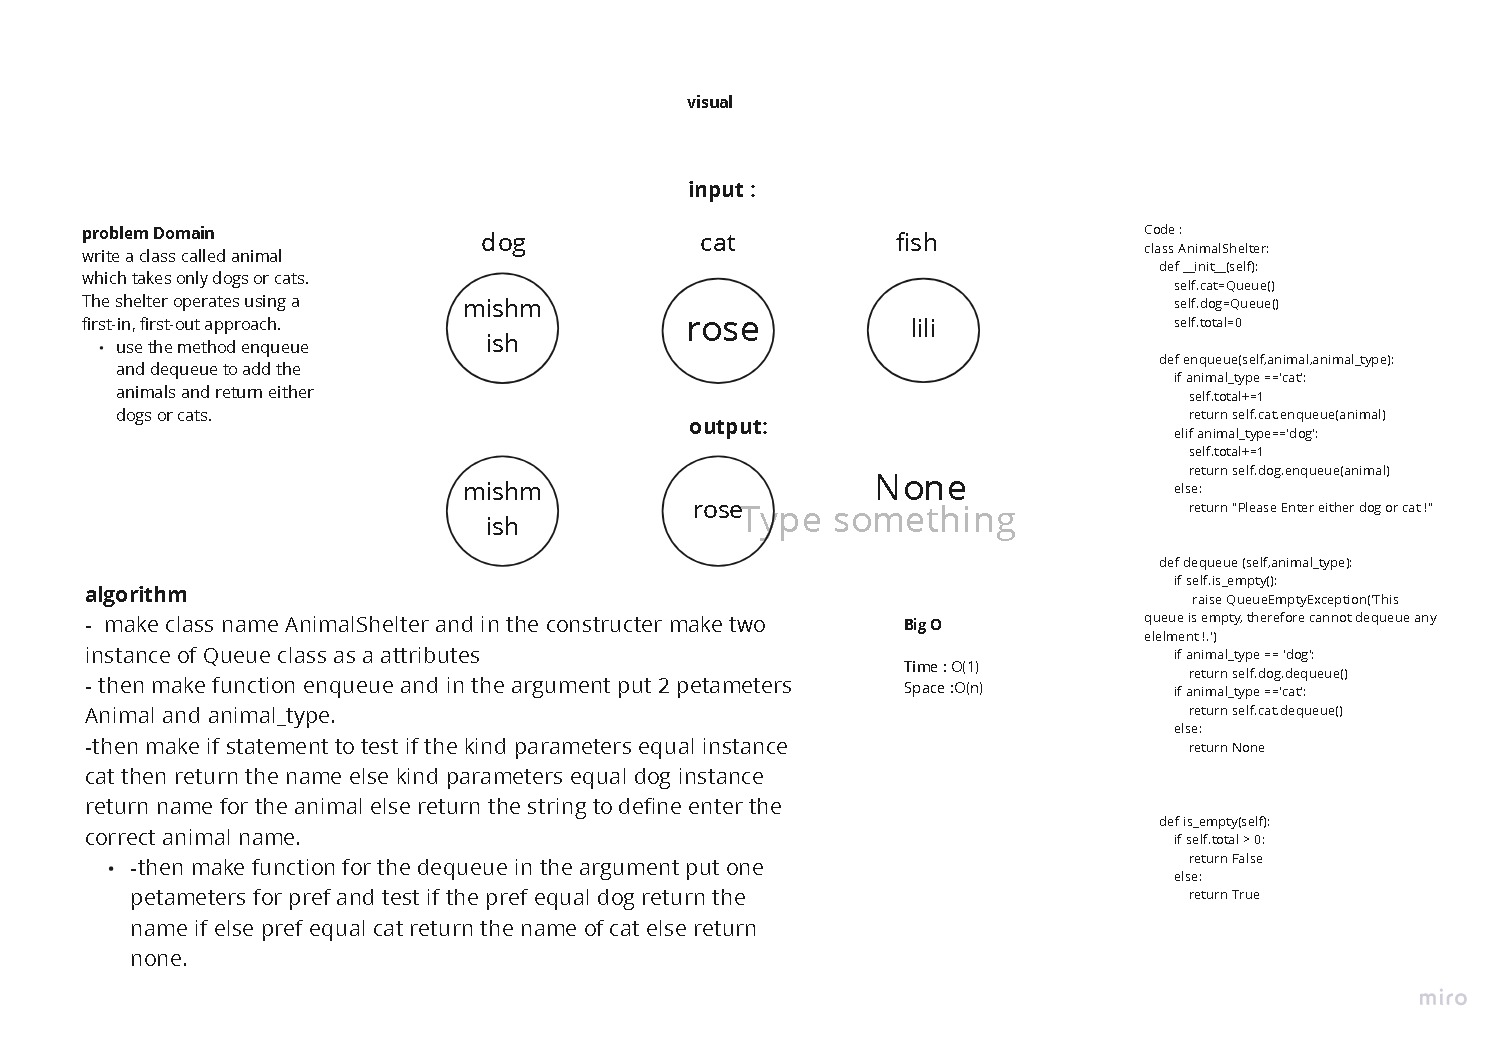 visual
input :
problem Domain
write a class called animal
which takes only dogs or cats.
The shelter operates using a
first-in, first-out approach.
• use the method enqueue
and dequeue to add the
animals and return either
dogs or cats.
dog
cat
fish
mishm
ish
rose
lili
output:
mishm
ish
rose
None
Type something
algorithm
- make class name AnimalShelter and in the constructer make two
instance of Queue class as a attributes
- then make function enqueue and in the argument put 2 petameters
Animal and animal_type.
-then make if statement to test if the kind parameters equal instance
cat then return the name else kind parameters equal dog instance
return name for the animal else return the string to define enter the
correct animal name.
• -then make function for the dequeue in the argument put one
petameters for pref and test if the pref equal dog return the
name if else pref equal cat return the name of cat else return
none.
Big O
Time : O(1)
Space :O(n)
Code :
class AnimalShelter:
def __init__(self):
self.cat=Queue()
self.dog=Queue()
self.total=0
def enqueue(self,animal,animal_type):
if animal_type =='cat':
self.total+=1
return self.cat.enqueue(animal)
elif animal_type=='dog':
self.total+=1
return self.dog.enqueue(animal)
else:
return "Please Enter either dog or cat !"
def dequeue (self,animal_type):
if self.is_empty():
raise QueueEmptyException('This
queue is empty, therefore cannot dequeue any
elelment !.')
if animal_type == 'dog':
return self.dog.dequeue()
if animal_type =='cat':
return self.cat.dequeue()
else:
return None
def is_empty(self):
if self.total > 0:
return False
else:
return True
miro